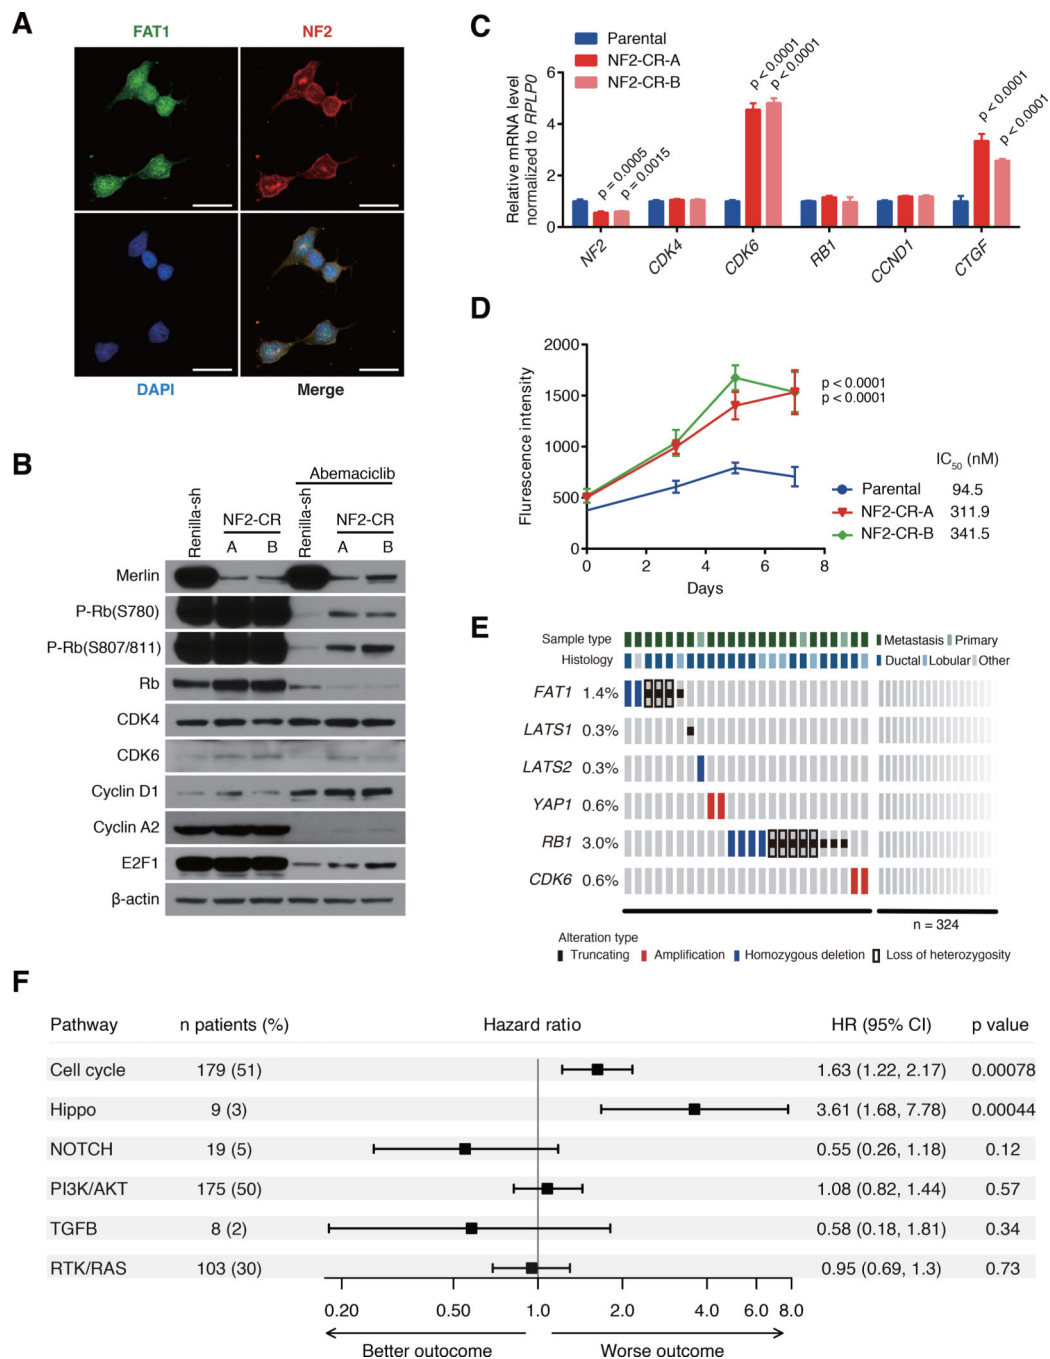 A
FAT1 NF2
DAPI Merge
B
Abemaciclib
Renilla-sh NF2-CR Renilla-sh NF2-CR
A B A B
Merlin
P-Rb(S780)
P-Rb(S807/811)
Rb
CDK4
CDK6
Cyclin D1
Cyclin A2
E2F1
β-actin
C
Parental
NF2-CR-A
NF2-CR-B
Relative mRNA level
normalized to RPLP0
6
4
2
0
p = 0.0005
p = 0.0015
p < 0.0001
p < 0.0001
p < 0.0001
p < 0.0001
NF2 CDK4 CDK6 RB1 CCND1 CTGF
D
Flurescence intensity
2000
1500
1000
500
0
0 2 4 6 8
Days
p < 0.0001
p < 0.0001
IC50 (nM)
Parental 94.5
NF2-CR-A 311.9
NF2-CR-B 341.5
E
Sample type Metastasis Primary
Histology Ductal Lobular Other
FAT1 1.4%
LATS1 0.3%
LATS2 0.3%
YAP1 0.6%
RB1 3.0%
CDK6 0.6%
n = 324
Alteration type
Truncating Amplification Homozygous deletion Loss of heterozygosity
F
Pathway n patients (%) Hazard ratio HR (95% CI) p value
Cell cycle 179 (51) 1.63 (1.22, 2.17) 0.00078
Hippo 9 (3) 3.61 (1.68, 7.78) 0.00044
NOTCH 19 (5) 0.55 (0.26, 1.18) 0.12
PI3K/AKT 175 (50) 1.08 (0.82, 1.44) 0.57
TGFB 8 (2) 0.58 (0.18, 1.81) 0.34
RTK/RAS 103 (30) 0.95 (0.69, 1.3) 0.73
0.20 0.50 1.0 2.0 4.0 6.0 8.0
Better outocome Worse outcome